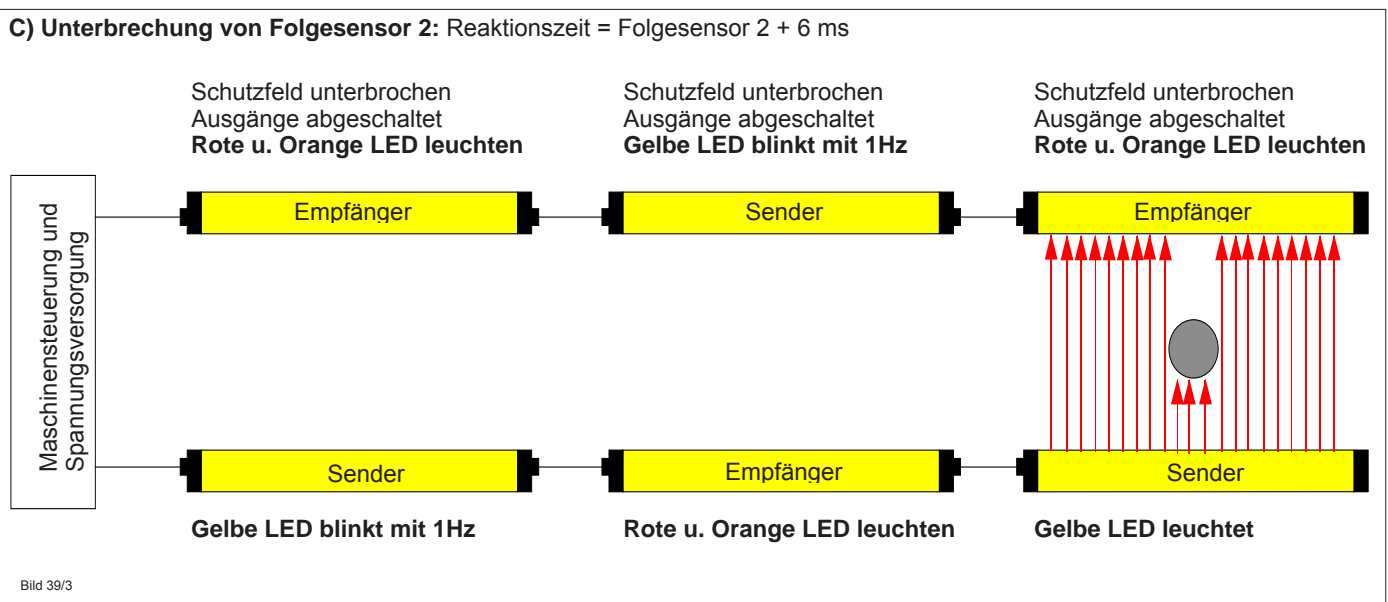 C) Unterbrechung von Folgesensor 2: Reaktionszeit = Folgesensor 2 + 6 ms
Schutzfeld unterbrochen
Ausgänge abgeschaltet
Rote u. Orange LED leuchten
Schutzfeld unterbrochen
Ausgänge abgeschaltet
Gelbe LED blinkt mit 1Hz
Schutzfeld unterbrochen
Ausgänge abgeschaltet
Rote u. Orange LED leuchten
Maschinensteuerung und
Spannungsversorgung
Empfänger
Sender
Empfänger
Sender
Empfänger
Sender
Gelbe LED blinkt mit 1Hz
Rote u. Orange LED leuchten
Gelbe LED leuchtet
Bild 39/3